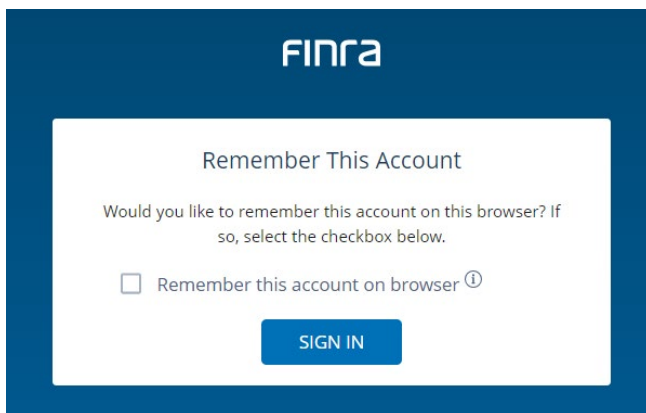 FINRA
Remember This Account
Would you like to remember this account on this browser? If
so, select the checkbox below.
Remember this account on browser
SIGN IN